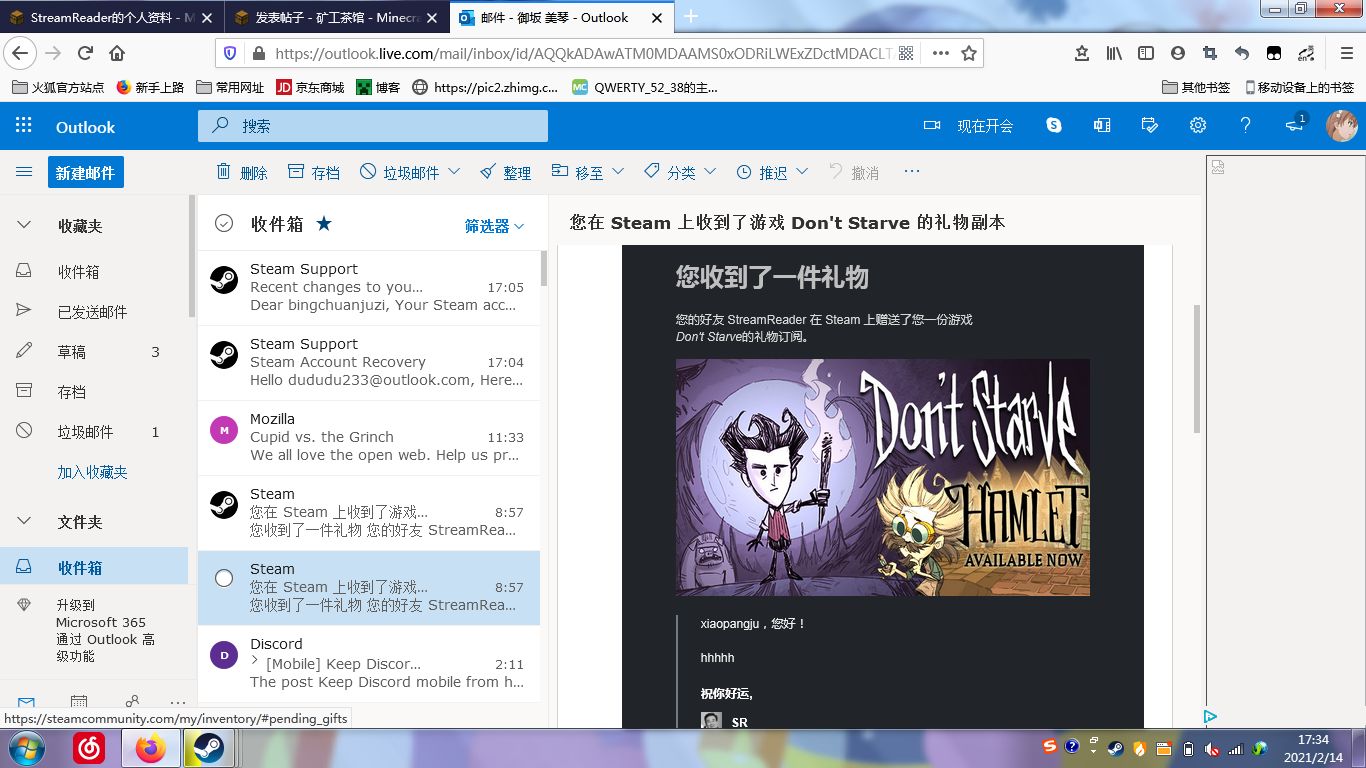 StreamReader的个人资料 - M
发表帖子 - 矿工茶馆 - Minecra
邮件 - 御坂 美琴 - Outlook
https://outlook.live.com/mail/inbox/id/AQQkADAwATM0MDAAMS0xODRiLWExZDctMDACLT
火狐官方站点
新手上路
常用网址
JD 京东商城
博客
https://pic2.zhimg.c...
MC QWERTY_52_38的主...
其他书签
移动设备上的书签
Outlook
搜索
现在开会
1
新建邮件
删除
存档
垃圾邮件
整理
移至
分类
推迟
撤消
收藏夹
收件箱
已发送邮件
草稿 3
存档
垃圾邮件 1
加入收藏夹
文件夹
收件箱
升级到
Microsoft 365
通过 Outlook 高
级功能
https://steamcommunity.com/my/inventory/#pending_gifts
收件箱
筛选器
Steam Support
Recent changes to you... 17:05
Dear bingchuanjuzi, Your Steam acc...
Steam Support
Steam Account Recovery 17:04
Hello dududu233@outlook.com, Here...
M
Mozilla
Cupid vs. the Grinch 11:33
We all love the open web. Help us pr...
Steam
您在 Steam 上收到了游戏... 8:57
您收到了一件礼物 您的好友 StreamRea...
Steam
您在 Steam 上收到了游戏... 8:57
您收到了一件礼物 您的好友 StreamRea...
D
Discord
[Mobile] Keep Discor... 2:11
The post Keep Discord mobile from h...
您在 Steam 上收到了游戏 Don't Starve 的礼物副本
您收到了一件礼物
您的好友 StreamReader 在 Steam 上赠送了您一份游戏
Don't Starve的礼物订阅。
Don't Starve
HAMLET
AVAILABLE NOW
xiaopangju，您好！
hhhhh
祝你好运,
SR
17:34
2021/2/14